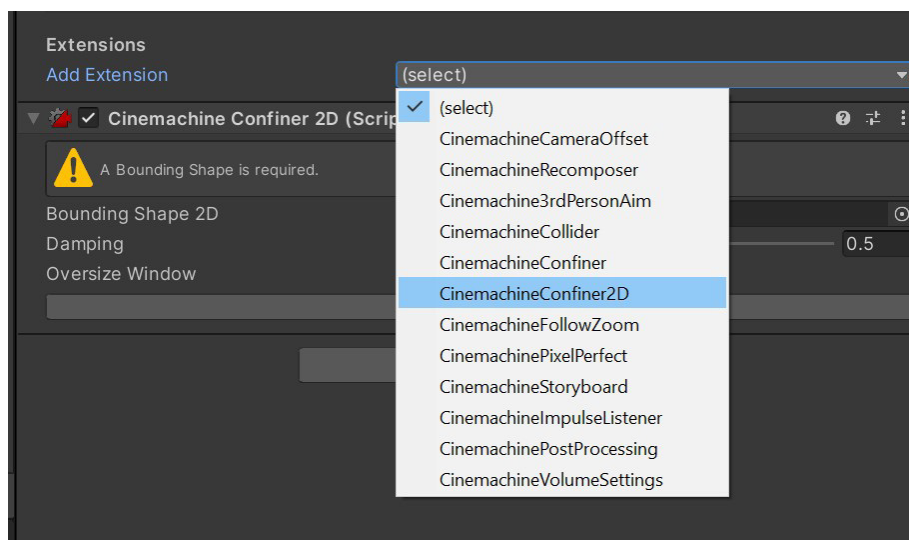 Extensions
Add Extension
(select)
Cinemachine Confiner 2D (Scrip
A Bounding Shape is required.
Bounding Shape 2D
Damping
0.5
Oversize Window
(select)
CinemachineCameraOffset
CinemachineRecomposer
Cinemachine3rdPersonAim
CinemachineCollider
CinemachineConfiner
CinemachineConfiner2D
CinemachineFollowZoom
CinemachinePixelPerfect
CinemachineStoryboard
CinemachineImpulseListener
CinemachinePostProcessing
CinemachineVolumeSettings